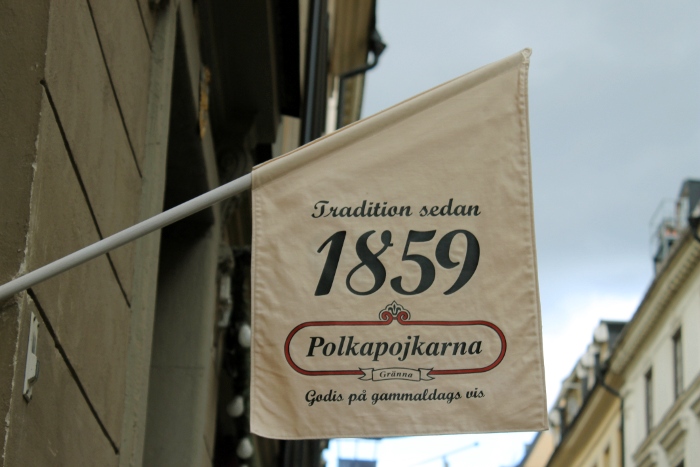 Tradition sedan
1859
Polkapojkarna
Gränna
Godis på gammaldags vis